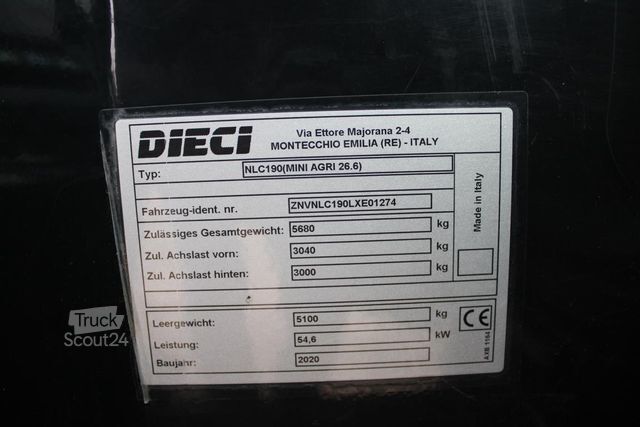 DIECI
Via Ettore Majorana 2-4
MONTECCHIO EMILIA (RE) - ITALY
Typ: NLC190(MINI AGRI 26.6)
Fahrzeug-ident. nr. ZNVNLC190LXE01274
Zulässiges Gesamtgewicht: 5680 kg
Zul. Achslast vorn: 3040 kg
Zul. Achslast hinten: 3000 kg
Made in Italy
Leergewicht: 5100 kg
Leistung: 54,6 kW
Baujahr: 2020
CE
AXB 1164
Truck
Scout24